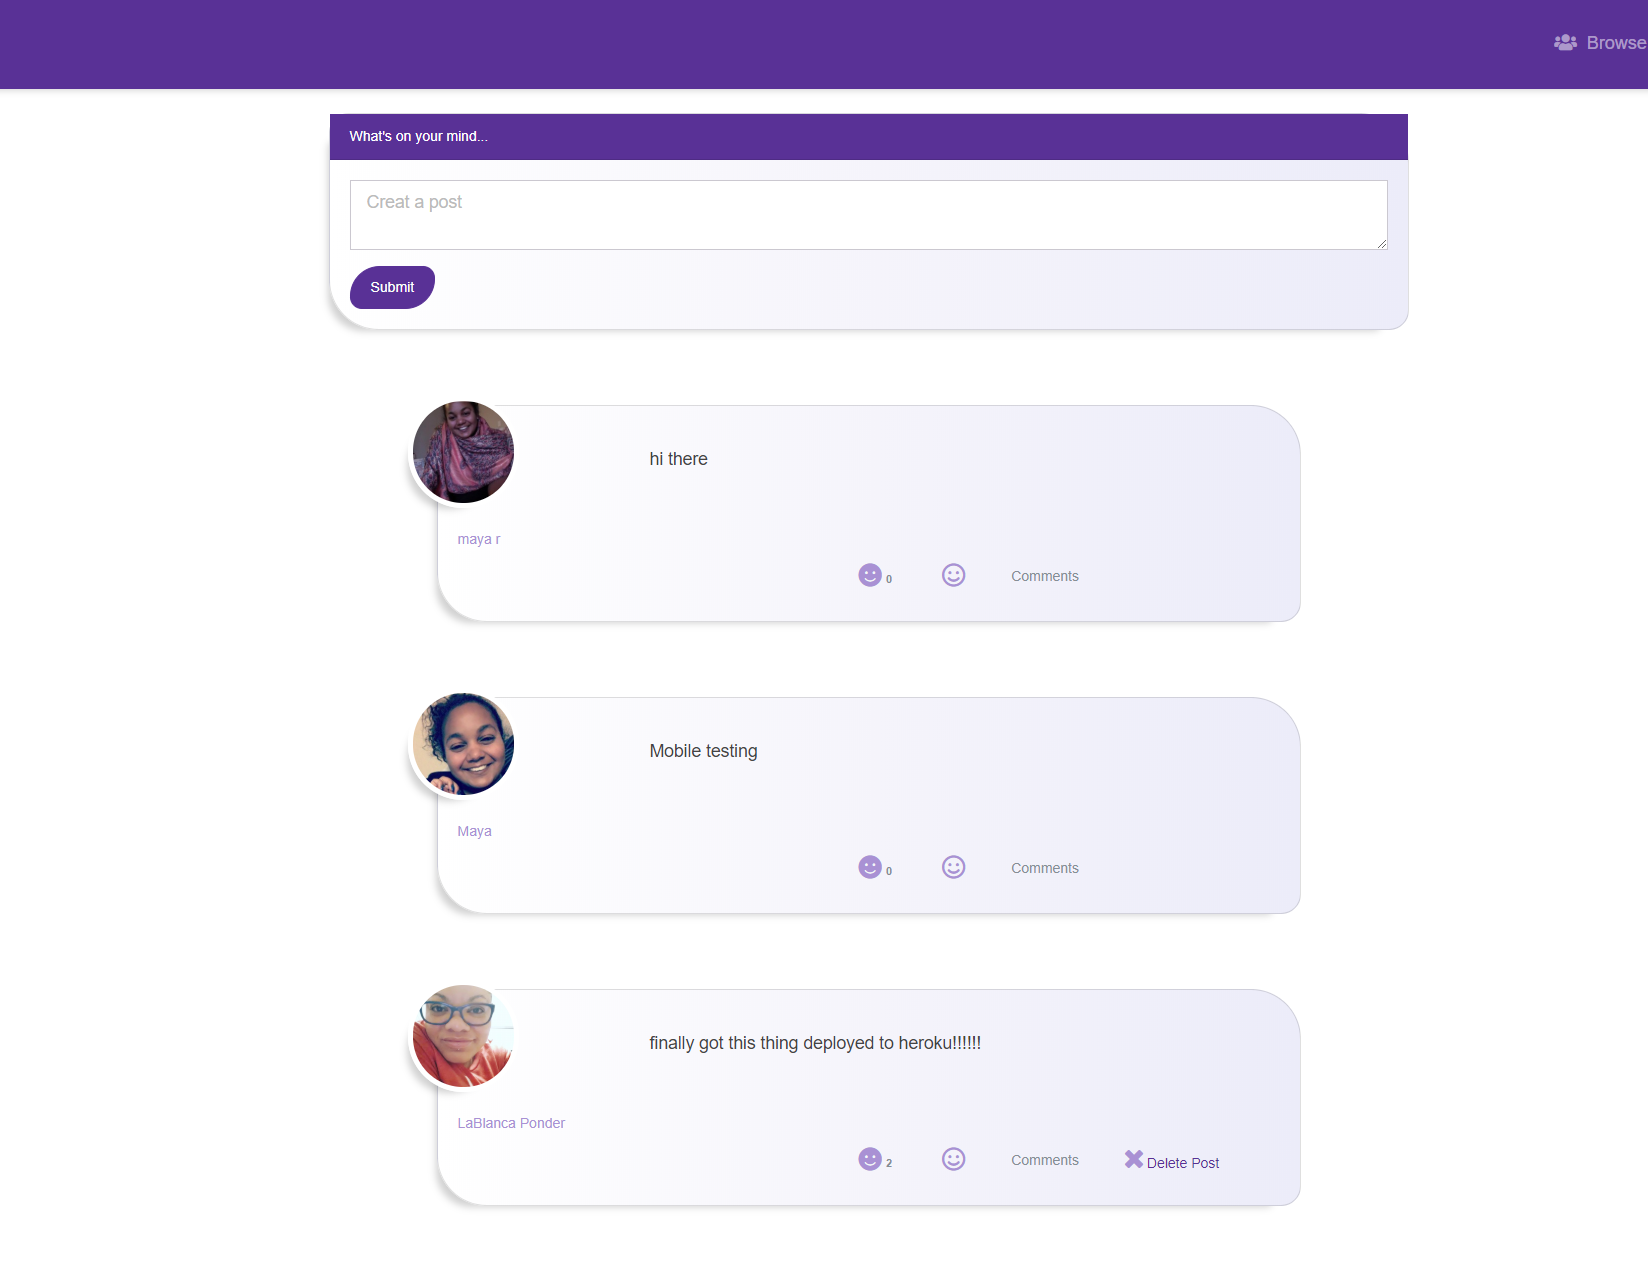 Browse
What's on your mind...
Creat a post
Submit
hi there
maya r
0
Comments
Mobile testing
Maya
0
Comments
finally got this thing deployed to heroku!!!!!!
LaBlanca Ponder
2
Comments
Delete Post